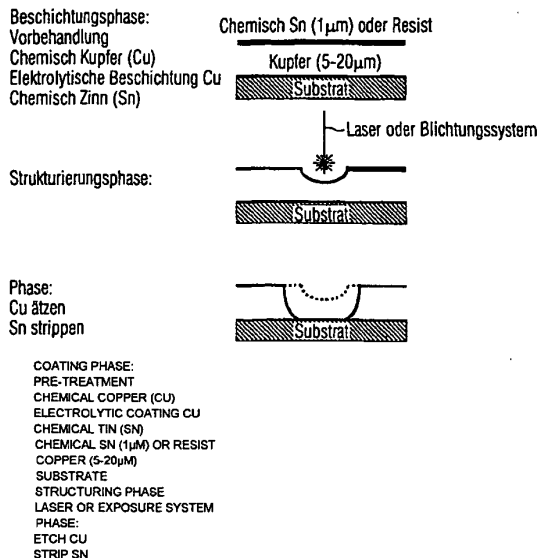 Beschichtungsphase:
Vorbehandlung
Chemisch Kupfer (Cu)
Elektrolytische Beschichtung Cu
Chemisch Zinn (Sn)
Chemisch Sn (1µm) oder Resist
Kupfer (5-20µm)
Substrat
Laser oder Blichtungssystem
Strukturierungsphase:
Substrat
Phase:
Cu ätzen
Sn strippen
Substrat
COATING PHASE:
PRE-TREATMENT
CHEMICAL COPPER (CU)
ELECTROLYTIC COATING CU
CHEMICAL TIN (SN)
CHEMICAL SN (1µM) OR RESIST
COPPER (5-20µM)
SUBSTRATE
STRUCTURING PHASE
LASER OR EXPOSURE SYSTEM
PHASE:
ETCH CU
STRIP SN